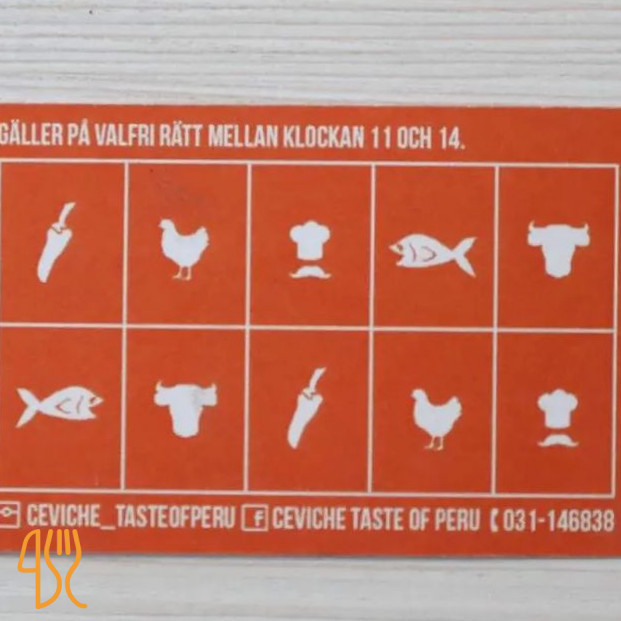 GÄLLER PÅ VALFRI RÄTT MELLAN KLOCKAN 11 OCH 14.
CEVICHE_TASTEOFPERU f CEVICHE TASTE OF PERU 031-146838